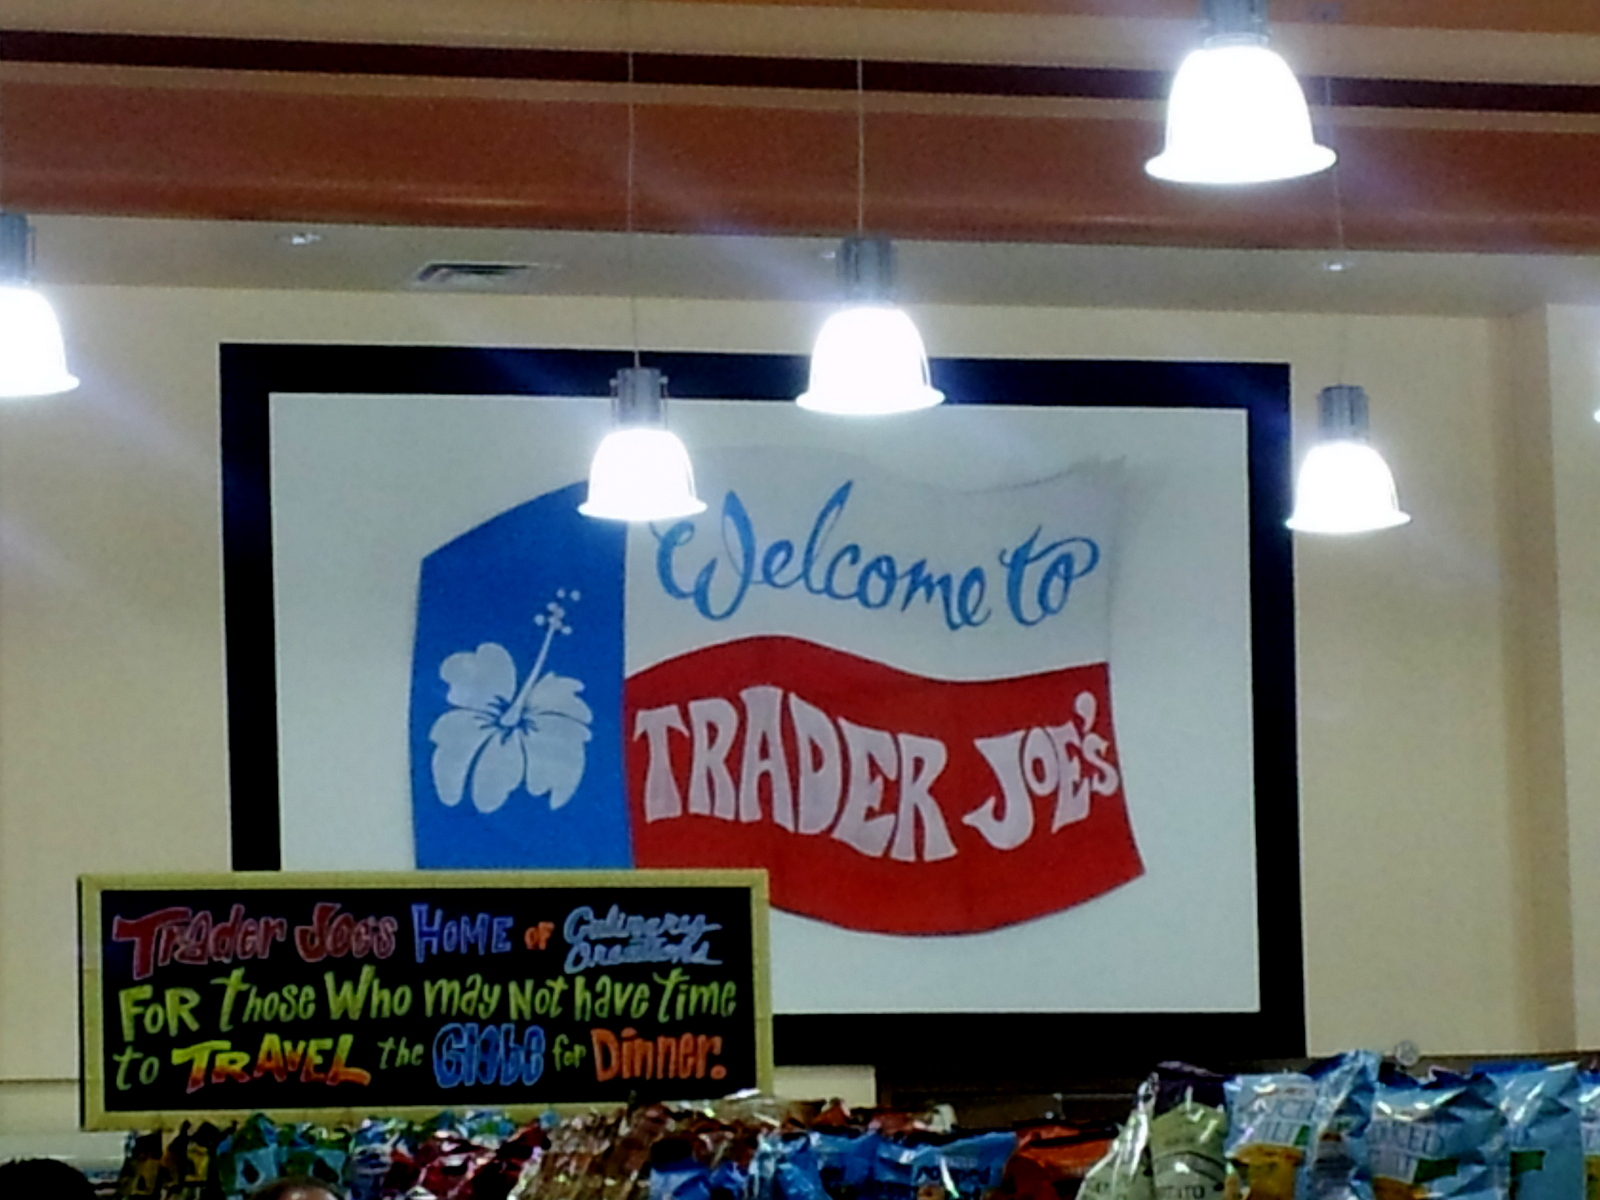 Welcome to
TRADER JOE'S
Trader Joe's HOME OF Culinary
Creations
FOR those Who may Not have Time
to TRAVEL the Globe for Dinner.